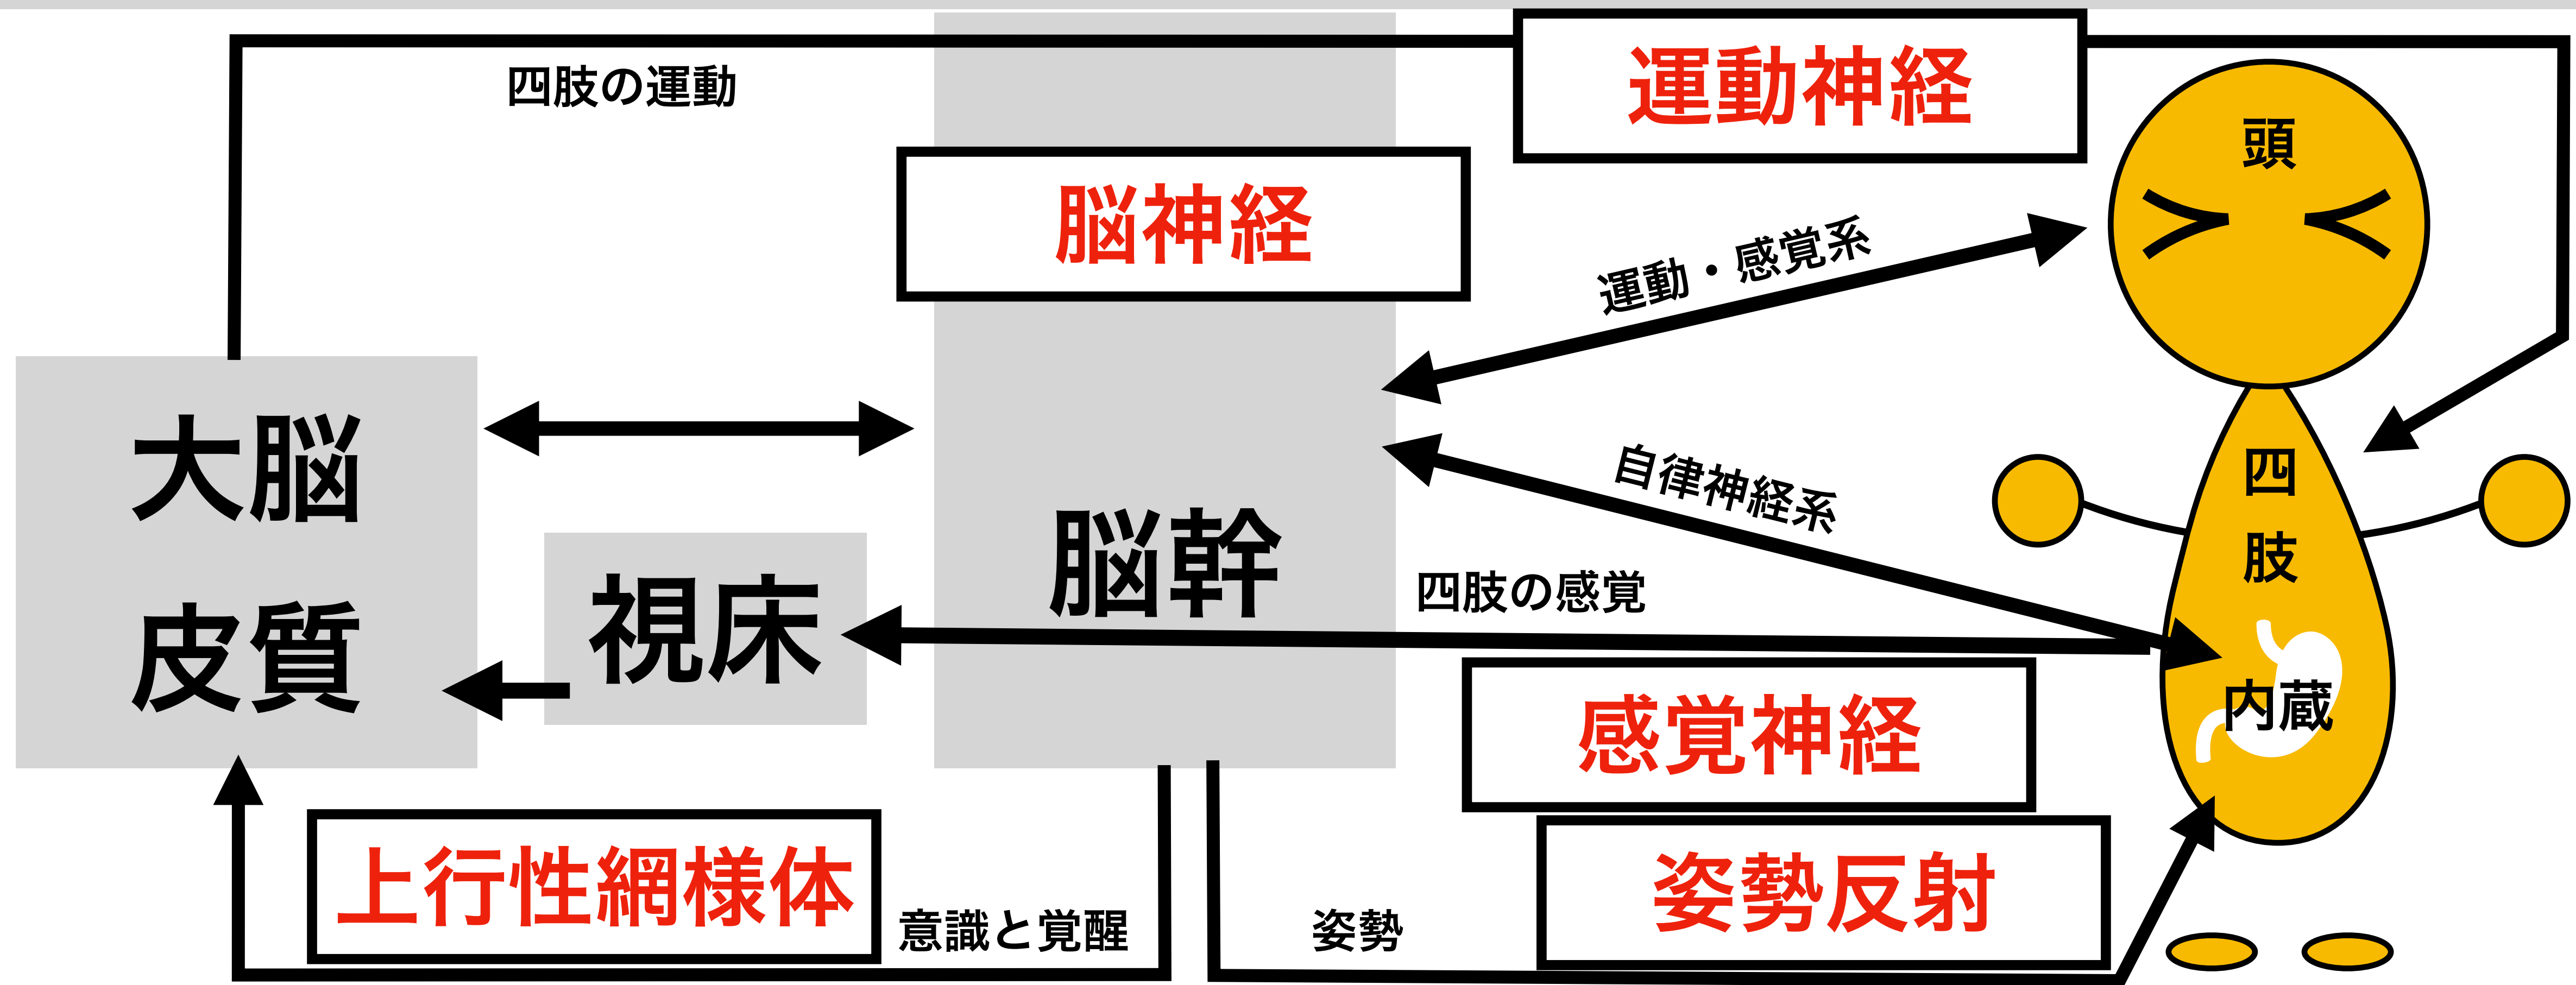 四肢の運動
運動神経
頭
脳神経
運動・感覚系
大脳
皮質
自律神経系
四
肢
脳幹
視床
四肢の感覚
内蔵
感覚神経
上行性網様体
意識と覚醒
姿勢
姿勢反射